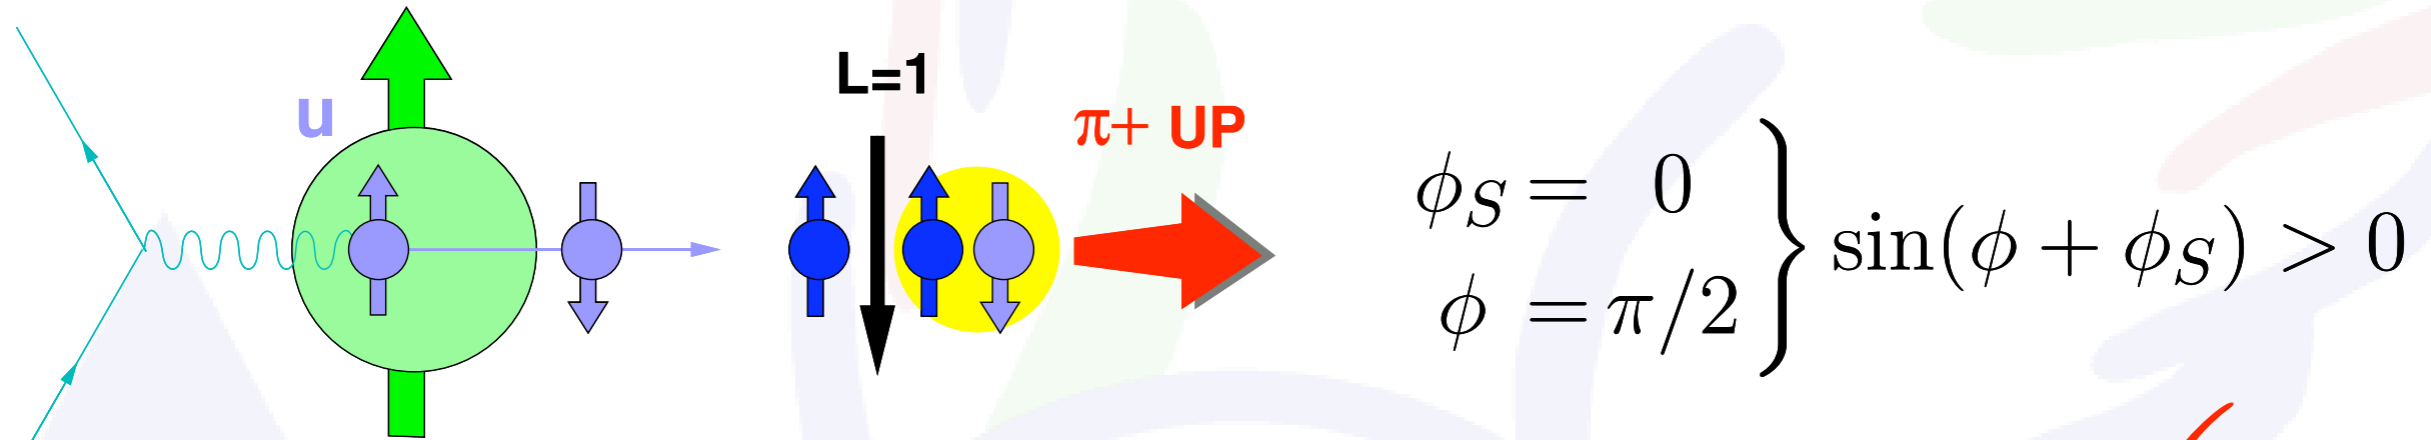 u
L=1
π+ UP
ϕ_S = 0
ϕ = π/2
} sin(ϕ + ϕ_S) > 0